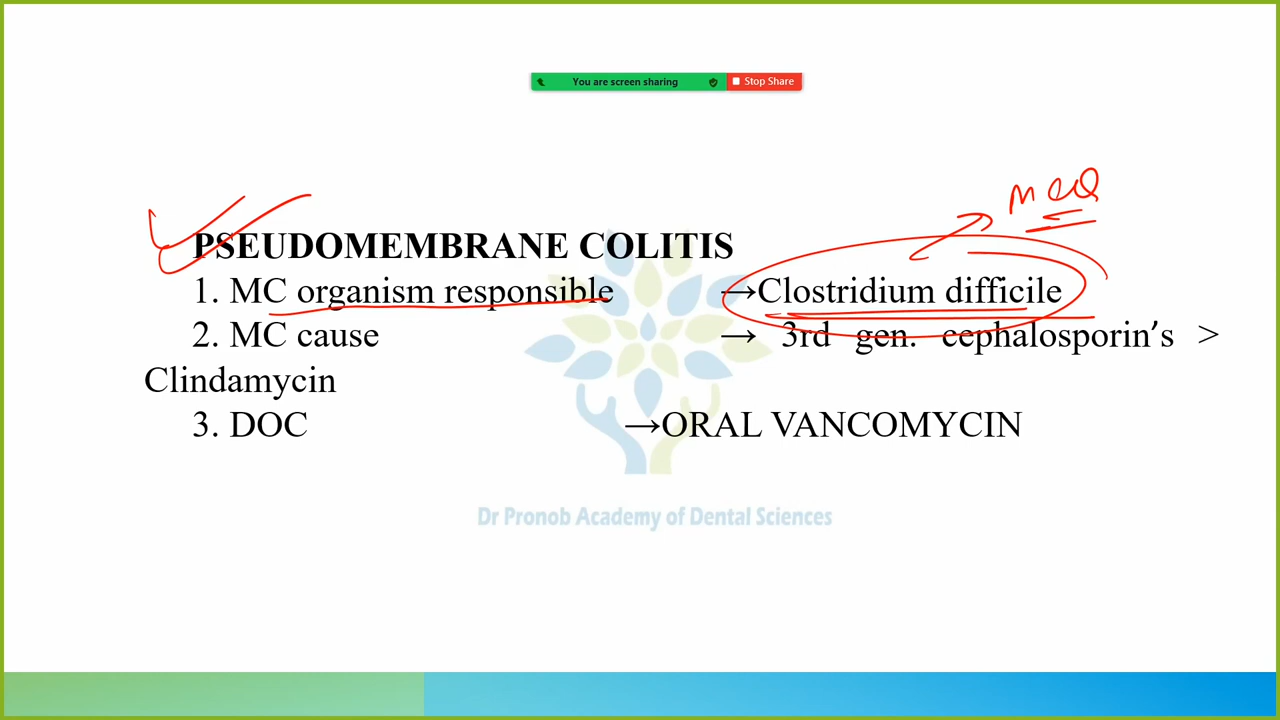 You are screen sharing Stop Share
MCQ
PSEUDOMEMBRANE COLITIS
1. MC organism responsible →Clostridium difficile
2. MC cause → 3rd gen. cephalosporin’s >
Clindamycin
3. DOC →ORAL VANCOMYCIN
Dr Pronob Academy of Dental Sciences